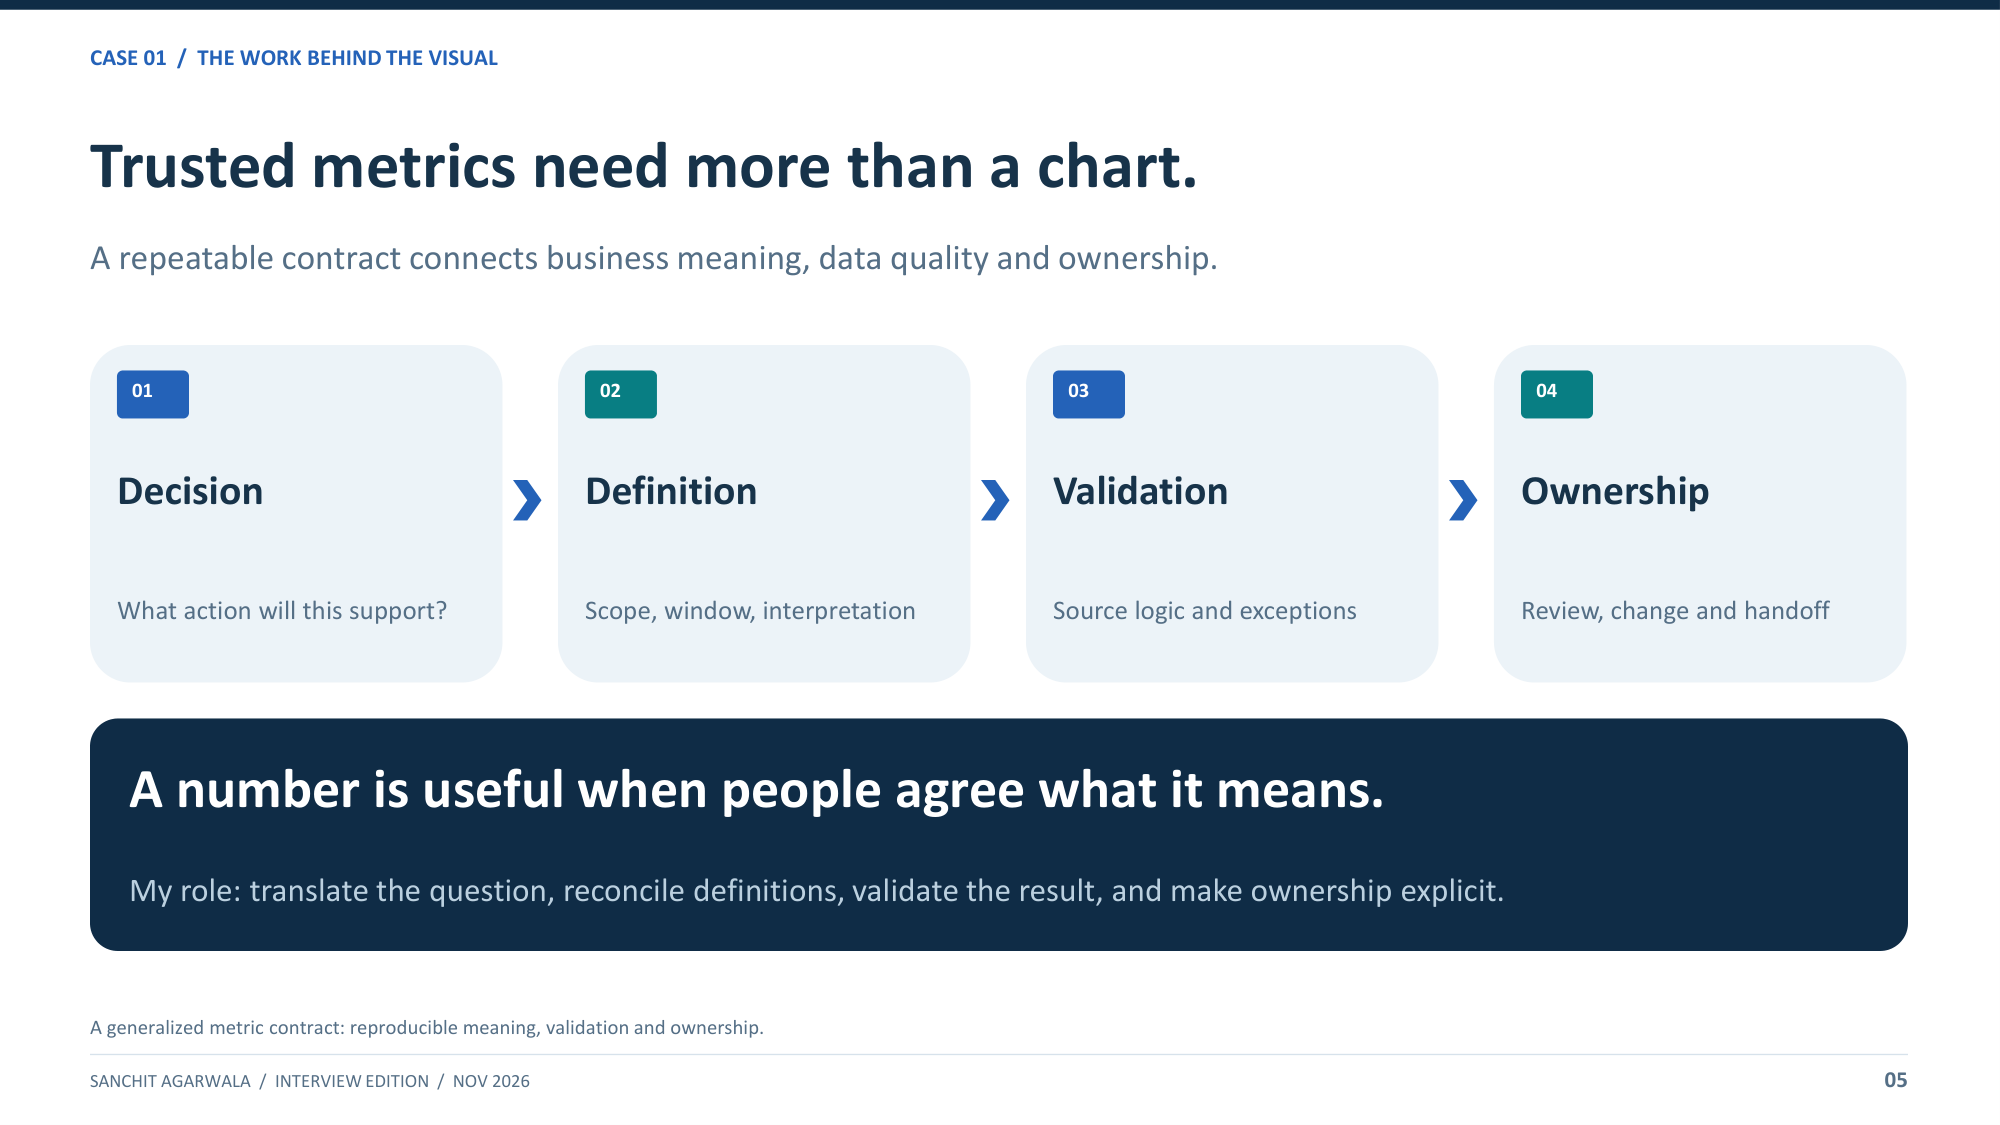 CASE 01 / THE WORK BEHIND THE VISUAL
Trusted metrics need more than a chart.
A repeatable contract connects business meaning, data quality and ownership.
01
Decision
What action will this support?
02
Definition
Scope, window, interpretation
03
Validation
Source logic and exceptions
04
Ownership
Review, change and handoff
A number is useful when people agree what it means.
My role: translate the question, reconcile definitions, validate the result, and make ownership explicit.
A generalized metric contract: reproducible meaning, validation and ownership.
SANCHIT AGARWALA / INTERVIEW EDITION / NOV 2026
05